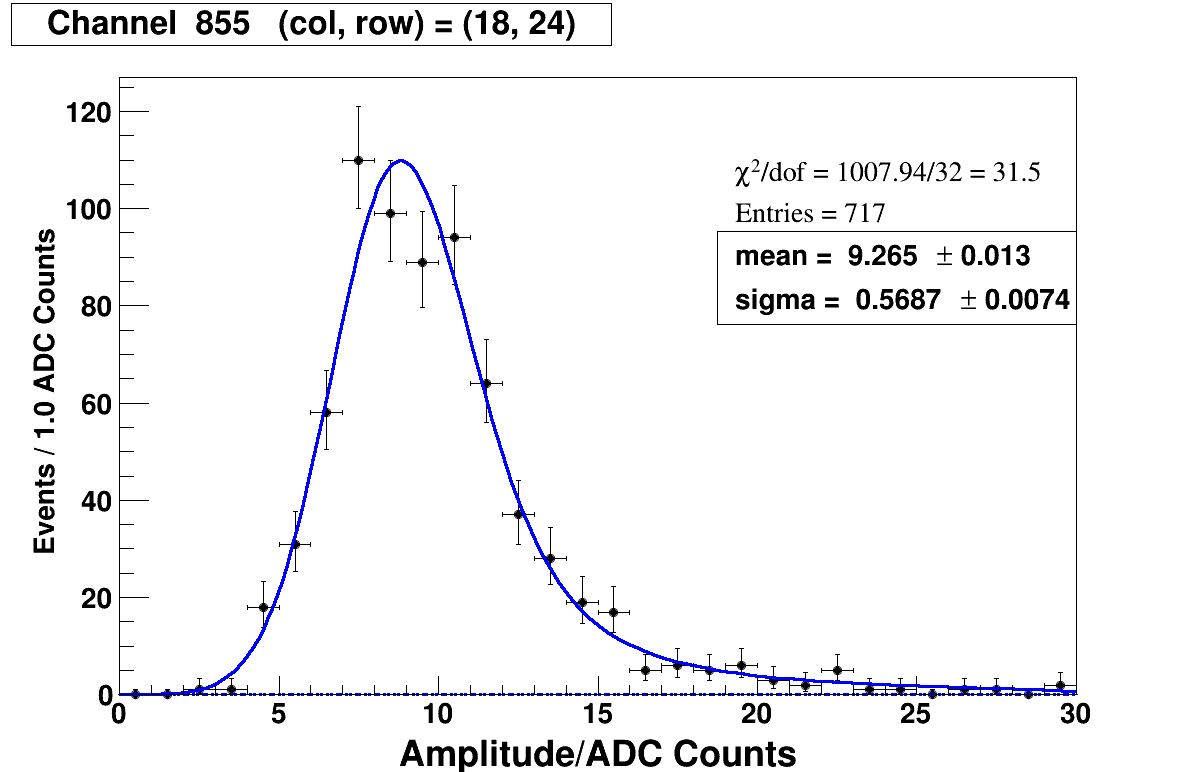 Channel 855 (col, row) = (18, 24)
120
100
80
60
40
20
0
Events / 1.0 ADC Counts
χ²/dof = 1007.94/32 = 31.5
Entries = 717
mean = 9.265 ± 0.013
sigma = 0.5687 ± 0.0074
0 5 10 15 20 25 30
Amplitude/ADC Counts